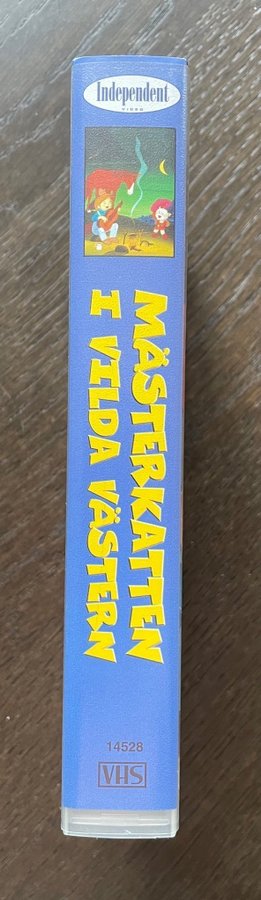 Independent
VIDEO
MÄSTERKATTEN
I VILDA VÄSTERN
14528
VHS